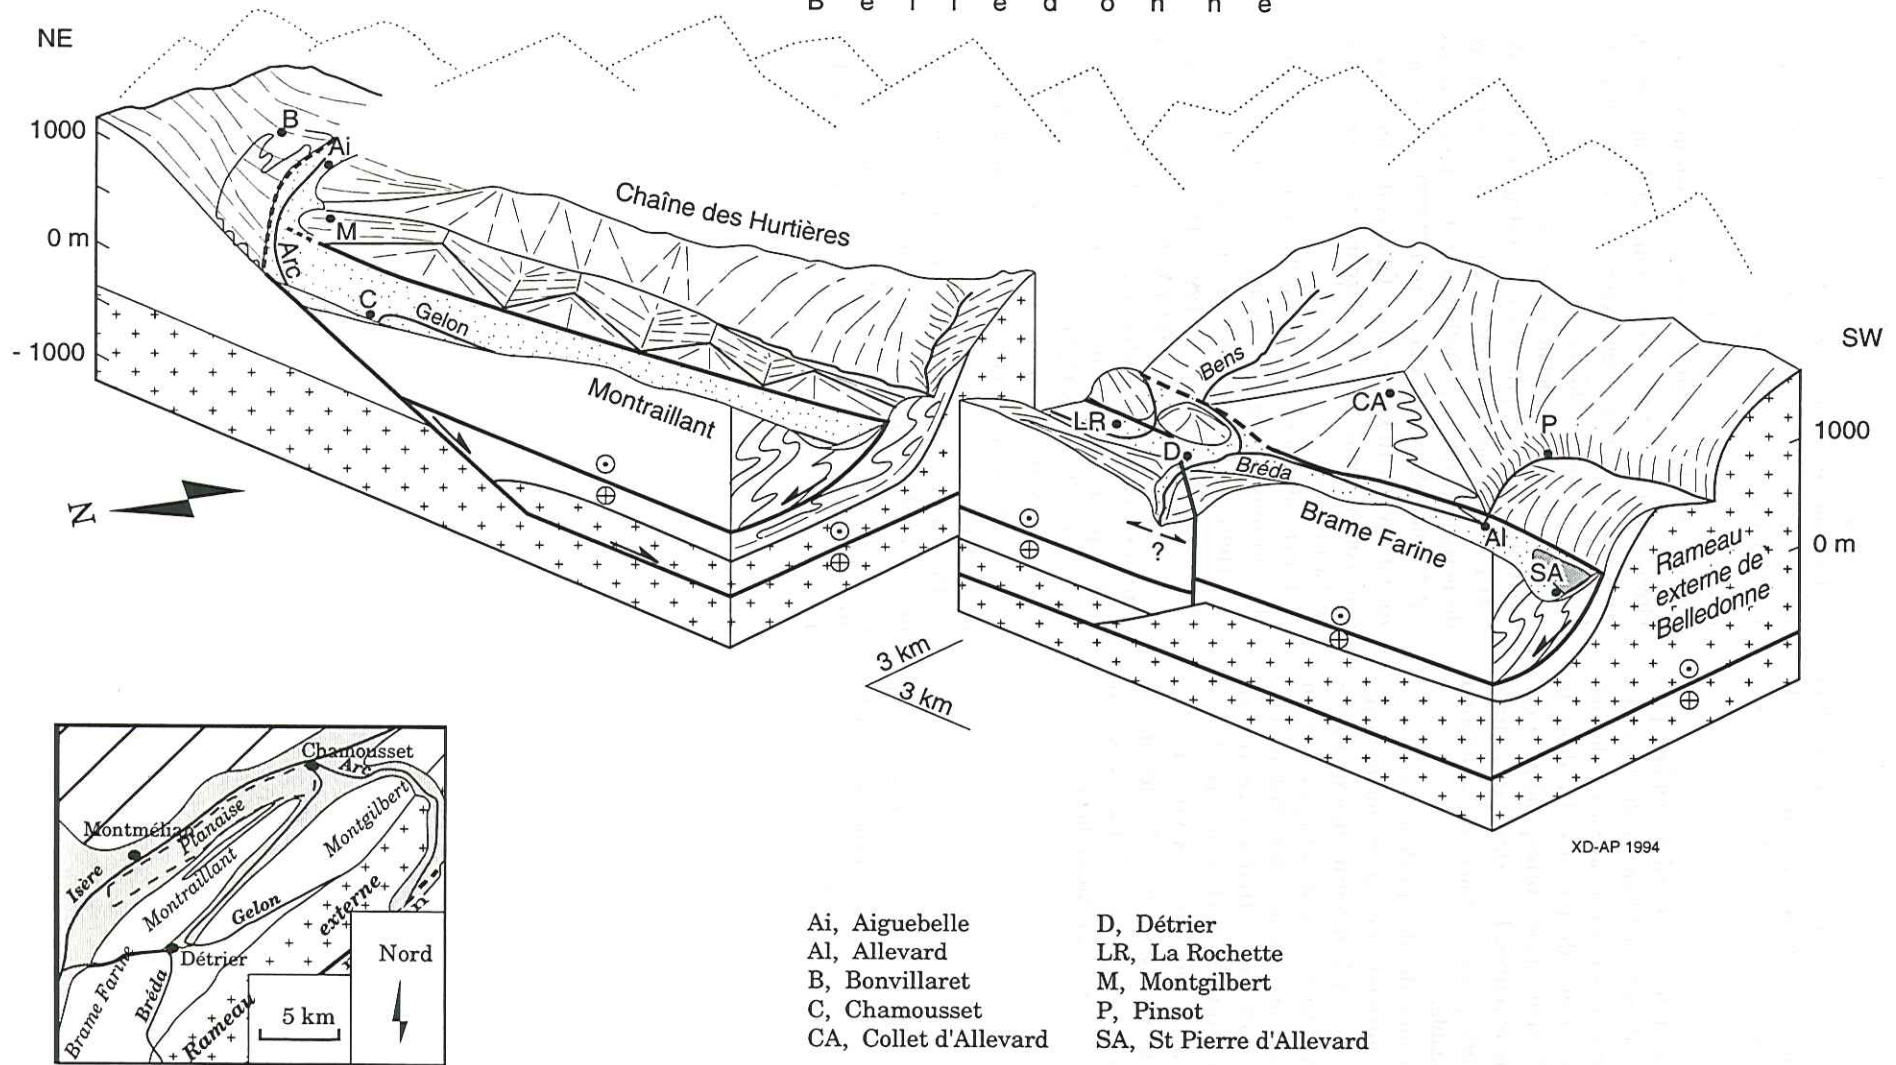 B e l l e d o n n e
NE
B
1000
Ai
Chaîne des Hurtières
M
0 m
Arc
C
Gelon
- 1000
Montraillant
SW
Bens
LR
CA
P
1000
D
Bréda
Brame Farine
Al
0 m
SA
Rameau
externe de
Belledonne
N
?
3 km
3 km
XD-AP 1994
Chamousset
Arc
Montmélian
Planaise
Montgilbert
Isère
Montraillant
Gelon
externe
Détrier
Nord
Brame Farine
Bréda
Rameau
5 km
Ai, Aiguebelle
Al, Allevard
B, Bonvillaret
C, Chamousset
CA, Collet d'Allevard
D, Détrier
LR, La Rochette
M, Montgilbert
P, Pinsot
SA, St Pierre d'Allevard